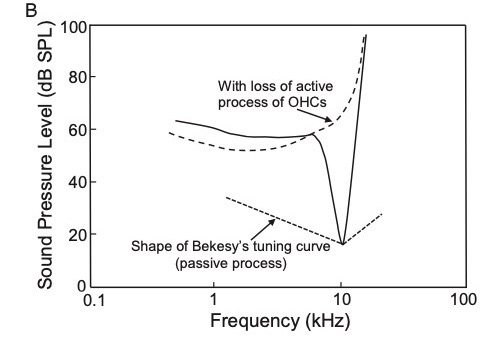 B
Sound Pressure Level (dB SPL)
100
80
60
40
20
0
With loss of active
process of OHCs
Shape of Bekesy's tuning curve
(passive process)
0.1
1
10
100
Frequency (kHz)